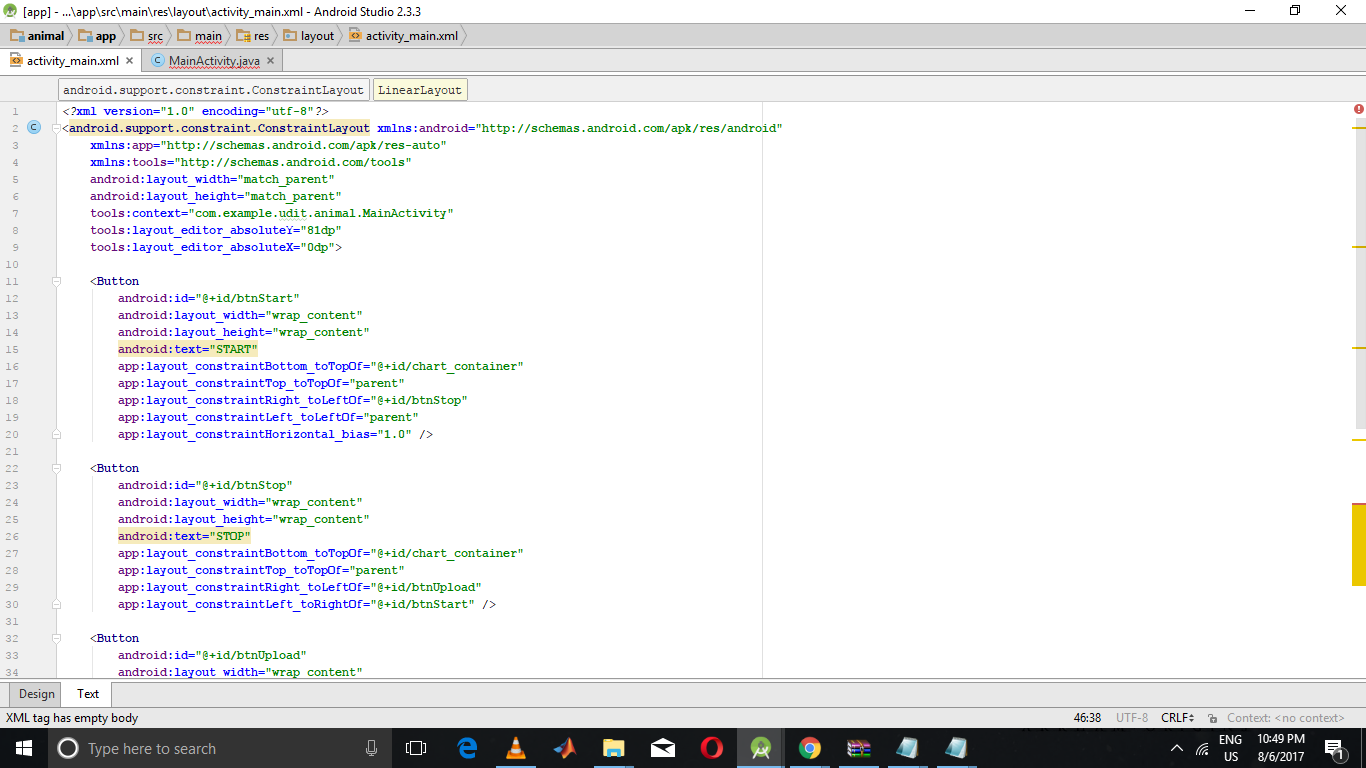 [app] - ...\app\src\main\res\layout\activity_main.xml - Android Studio 2.3.3
animal app src main res layout activity_main.xml
activity_main.xml MainActivity.java
android.support.constraint.ConstraintLayout LinearLayout
1 <?xml version="1.0" encoding="utf-8"?>
2 <android.support.constraint.ConstraintLayout xmlns:android="http://schemas.android.com/apk/res/android"
3 xmlns:app="http://schemas.android.com/apk/res-auto"
4 xmlns:tools="http://schemas.android.com/tools"
5 android:layout_width="match_parent"
6 android:layout_height="match_parent"
7 tools:context="com.example.udit.animal.MainActivity"
8 tools:layout_editor_absoluteY="81dp"
9 tools:layout_editor_absoluteX="0dp">
10
11 <Button
12 android:id="@+id/btnStart"
13 android:layout_width="wrap_content"
14 android:layout_height="wrap_content"
15 android:text="START"
16 app:layout_constraintBottom_toTopOf="@+id/chart_container"
17 app:layout_constraintTop_toTopOf="parent"
18 app:layout_constraintRight_toLeftOf="@+id/btnStop"
19 app:layout_constraintLeft_toLeftOf="parent"
20 app:layout_constraintHorizontal_bias="1.0" />
21
22 <Button
23 android:id="@+id/btnStop"
24 android:layout_width="wrap_content"
25 android:layout_height="wrap_content"
26 android:text="STOP"
27 app:layout_constraintBottom_toTopOf="@+id/chart_container"
28 app:layout_constraintTop_toTopOf="parent"
29 app:layout_constraintRight_toLeftOf="@+id/btnUpload"
30 app:layout_constraintLeft_toRightOf="@+id/btnStart" />
31
32 <Button
33 android:id="@+id/btnUpload"
34 android:layout_width="wrap_content"
Design Text
XML tag has empty body 46:38 UTF-8 CRLF Context: <no context>
Type here to search
ENG
US
10:49 PM
8/6/2017
1